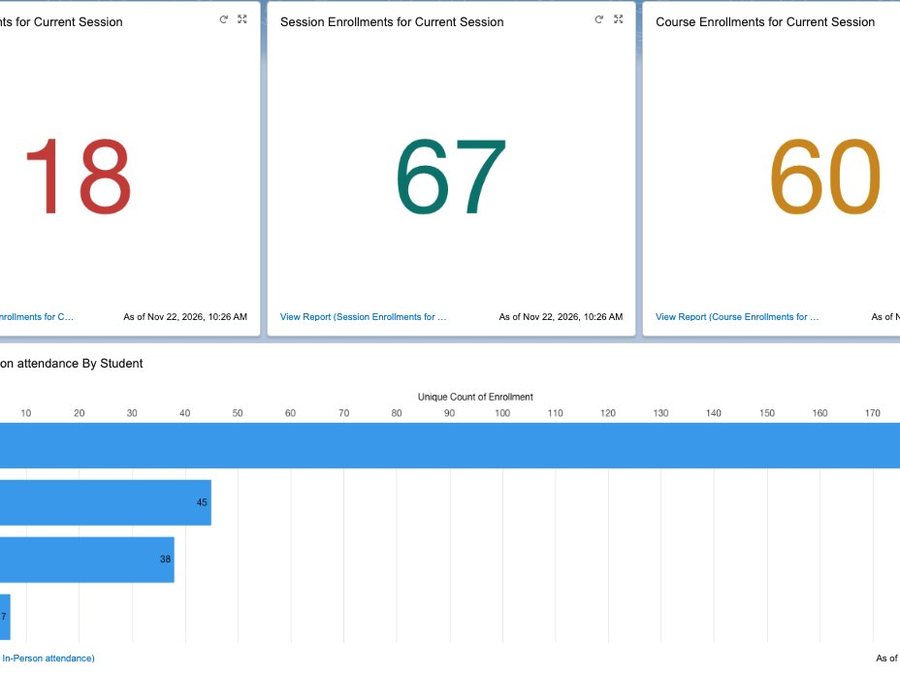 ts for Current Session
Session Enrollments for Current Session
Course Enrollments for Current Session
18
67
60
nrollments for C...
As of Nov 22, 2026, 10:26 AM
View Report (Session Enrollments for ...
As of Nov 22, 2026, 10:26 AM
View Report (Course Enrollments for ...
As of N
on attendance By Student
Unique Count of Enrollment
10 20 30 40 50 60 70 80 90 100 110 120 130 140 150 160 170
45
38
7
In-Person attendance)
As of